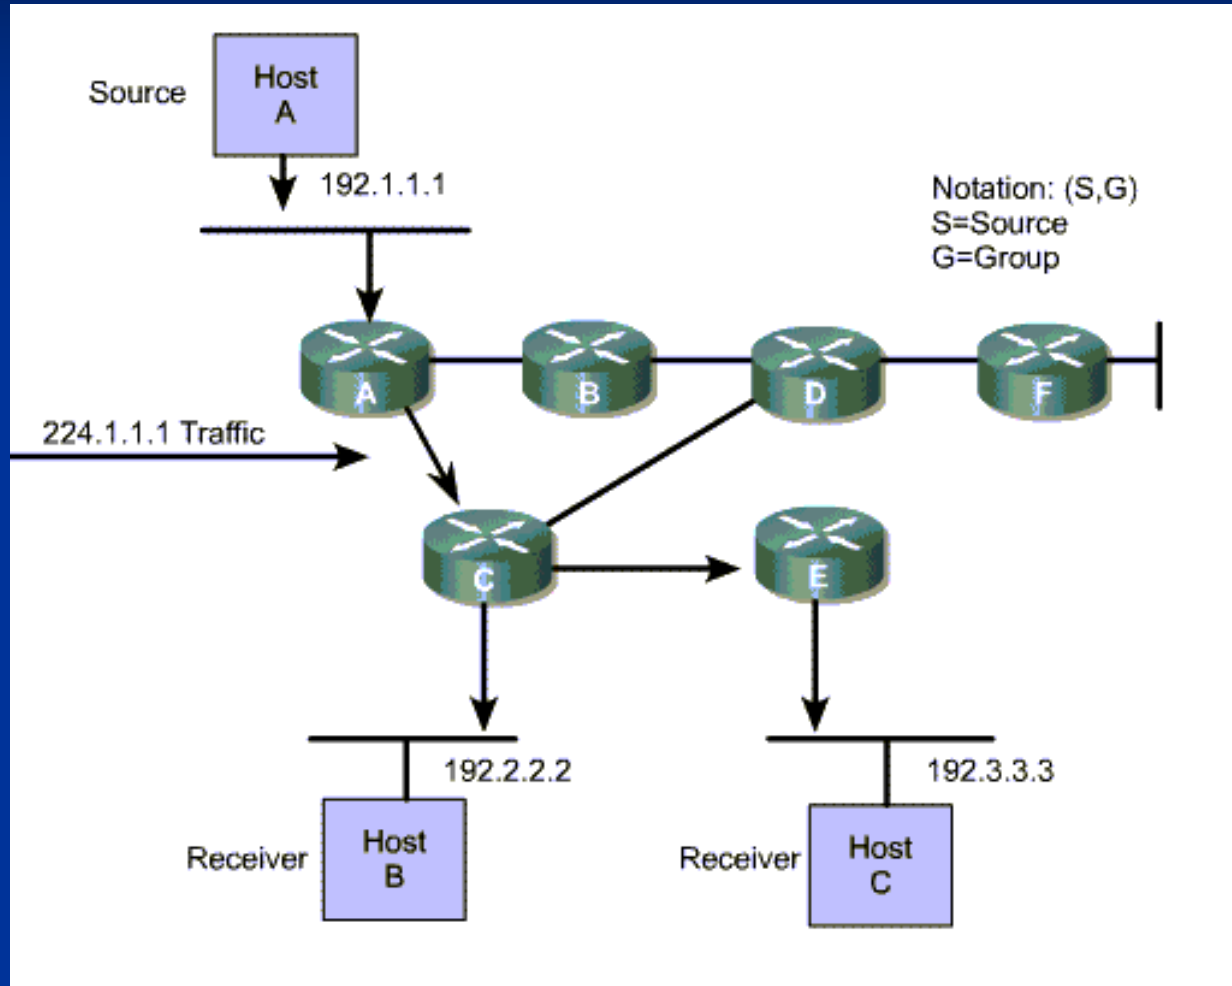 Source
Host
A
192.1.1.1
Notation: (S,G)
S=Source
G=Group
A
B
D
F
224.1.1.1 Traffic
C
E
192.2.2.2
192.3.3.3
Receiver
Host
B
Receiver
Host
C